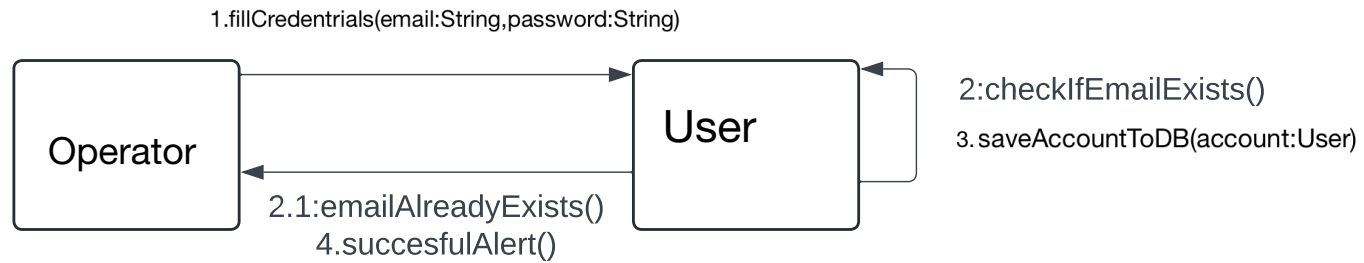 1.fillCredentrials(email:String,password:String)
Operator
User
2:checkIfEmailExists()
3. saveAccountToDB(account:User)
2.1:emailAlreadyExists()
4.succesfulAlert()